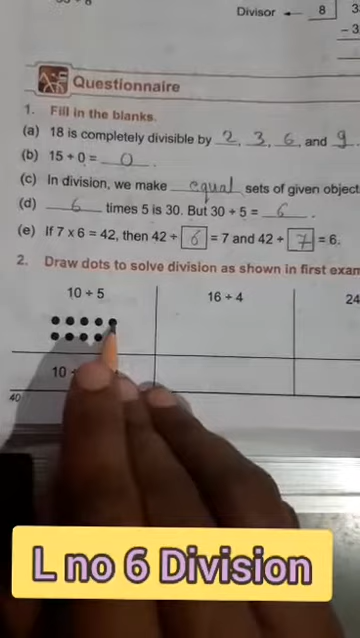 Divisor ← 8 3
– 3
Questionnaire
1. Fill in the blanks.
(a) 18 is completely divisible by 2, 3, 6, and 9.
(b) 15 ÷ 0 = 0.
(c) In division, we make equal sets of given object
(d) 6 times 5 is 30. But 30 ÷ 5 = 6.
(e) If 7 x 6 = 42, then 42 ÷ 6 = 7 and 42 ÷ 7 = 6.
2. Draw dots to solve division as shown in first exam
10 ÷ 5 16 ÷ 4 24
10
40
L no 6 Division